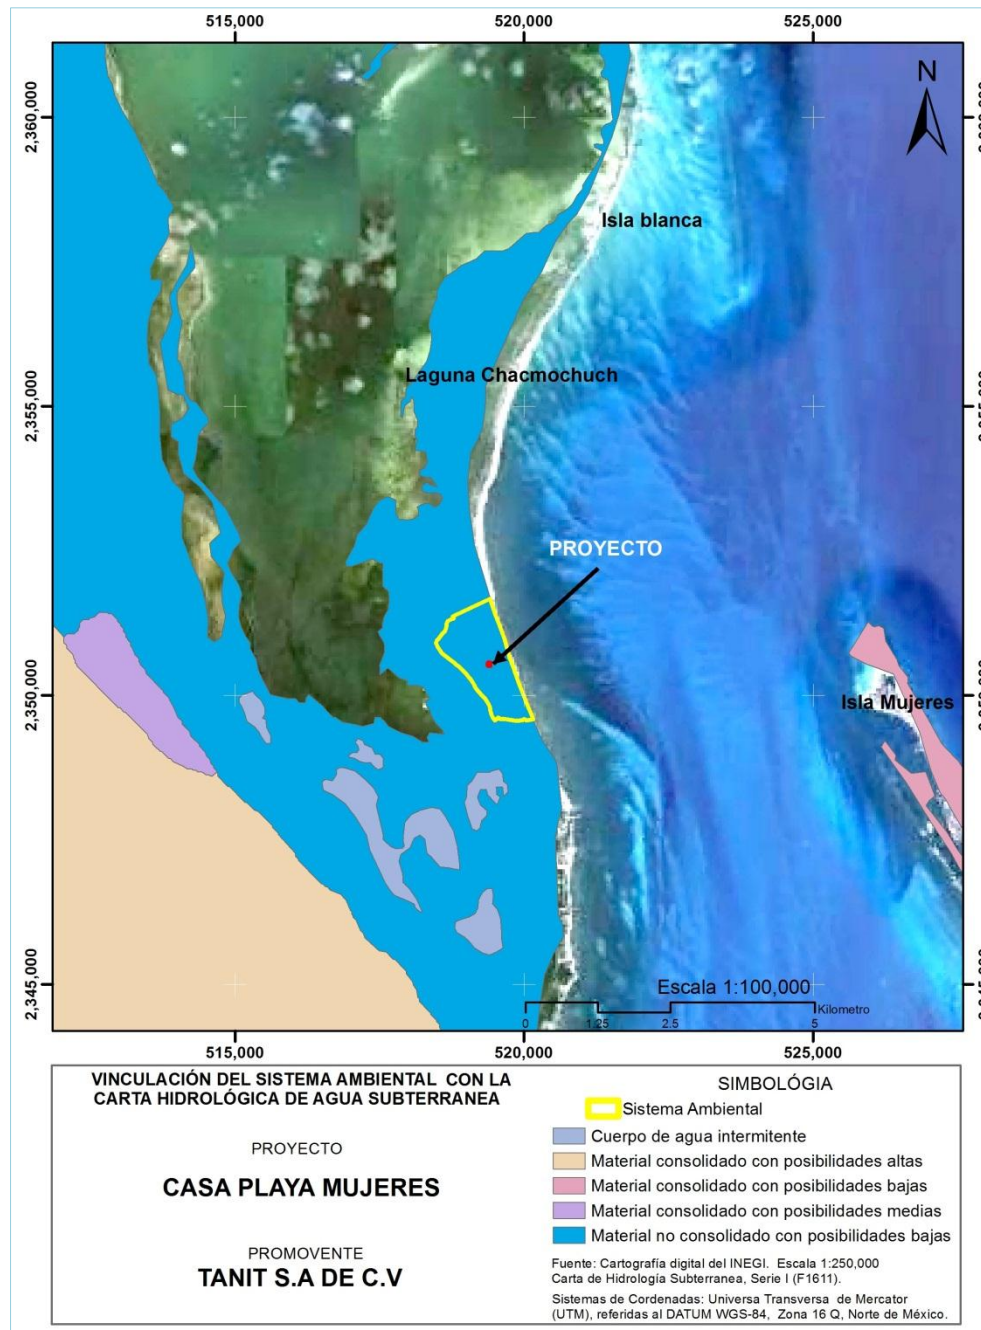 515,000 520,000 525,000
2,360,000
N
Isla blanca
Laguna Chacmochuch
2,355,000
PROYECTO
2,350,000
Isla Mujeres
2,345,000
Escala 1:100,000
Kilometro
0 1.25 2.5 5
515,000 520,000 525,000
VINCULACIÓN DEL SISTEMA AMBIENTAL CON LA
CARTA HIDROLÓGICA DE AGUA SUBTERRANEA
PROYECTO
CASA PLAYA MUJERES
PROMOVENTE
TANIT S.A DE C.V
SIMBOLÓGIA
Sistema Ambiental
Cuerpo de agua intermitente
Material consolidado con posibilidades altas
Material consolidado con posibilidades bajas
Material consolidado con posibilidades medias
Material no consolidado con posibilidades bajas
Fuente: Cartografía digital del INEGI. Escala 1:250,000
Carta de Hidrología Subterranea, Serie I (F1611).
Sistemas de Cordenadas: Universa Transversa de Mercator
(UTM), referidas al DATUM WGS-84, Zona 16 Q, Norte de México.